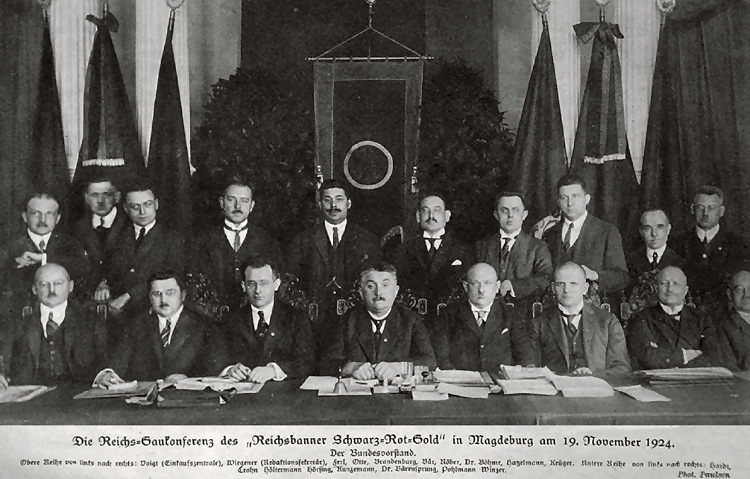 Die Reichs-Gaukonferenz des „Reichsbanner Schwarz-Rot-Gold" in Magdeburg am 19. November 1924.
Der Bundesvorstand.
Obere Reihe von links nach rechts: Voigt (Einkaufszentrale), Wiegener (Redaktionssekretär), Ferl, Otte, Brandenburg, Bär, Röber, Dr. Böhme, Hatzelmann, Krüger. Untere Reihe von links nach rechts: Hardt,
Crohn Höltermann Hörsing, Kunzemann, Dr. Bärensprung, Pohlmann Winzer.
Phot. Paulsen